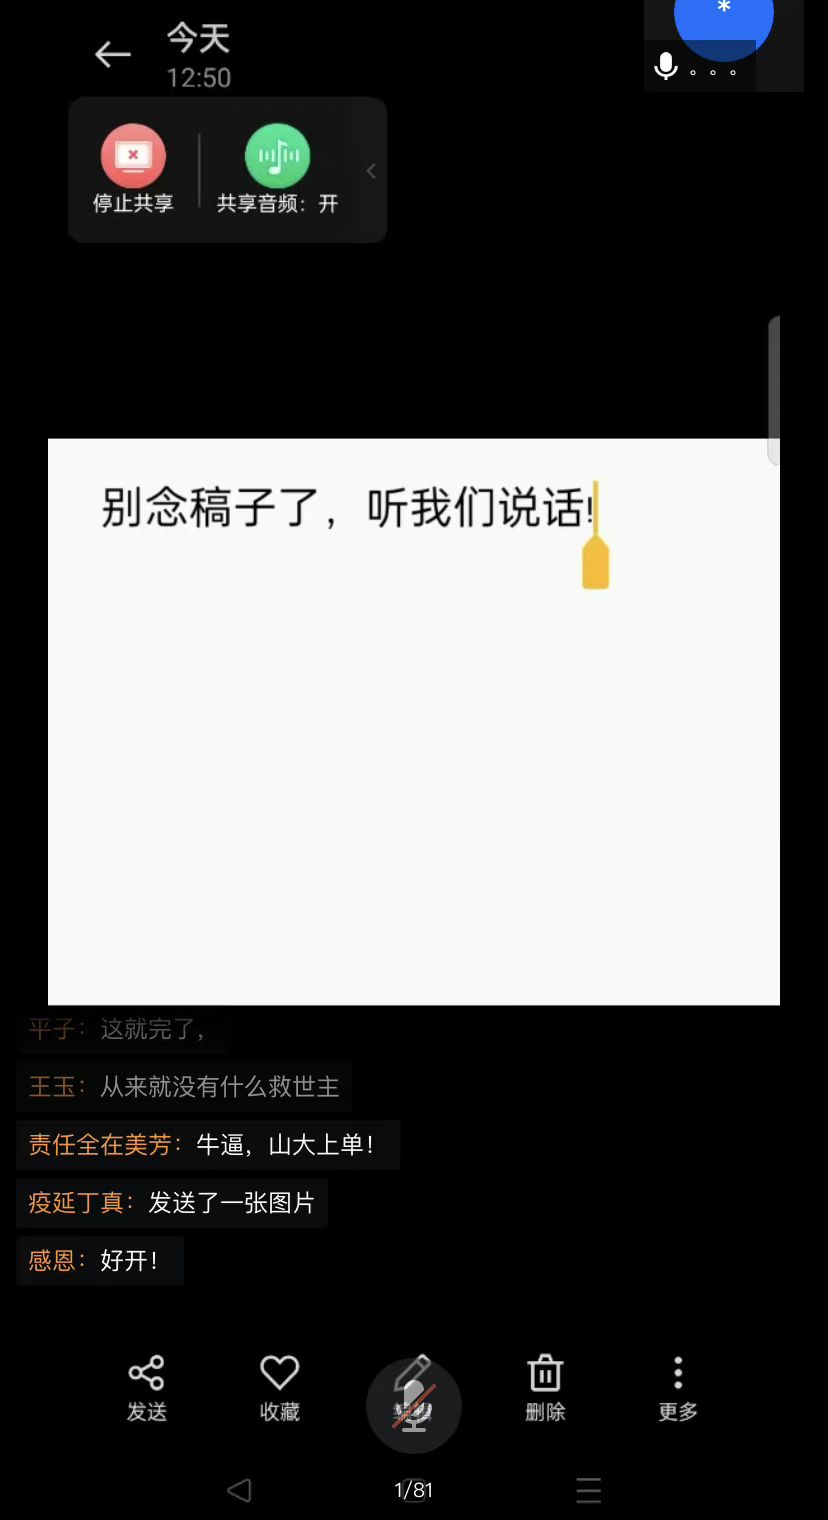 今天
12:50
*
。。。
停止共享
共享音频：开
别念稿子了，听我们说话!
平子：这就完了，
王玉：从来就没有什么救世主
责任全在美芳：牛逼，山大上单！
疫延丁真：发送了一张图片
感恩：好开！
发送
收藏
编辑
删除
更多
1/81